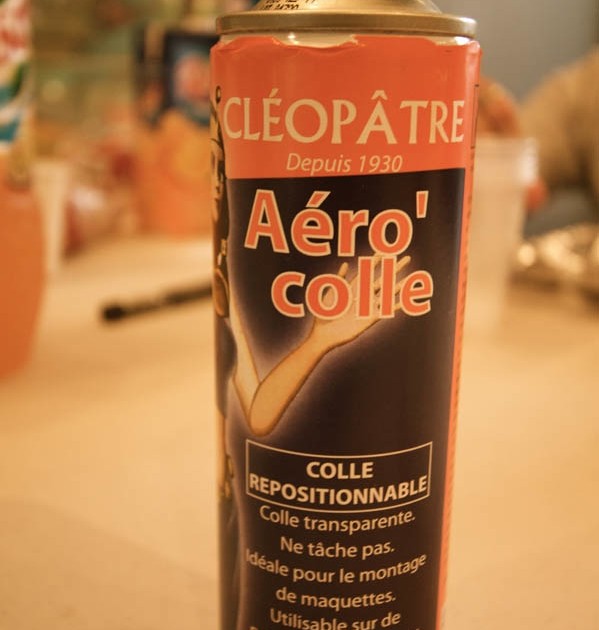 CLÉOPÂTRE
Depuis 1930
Aéro'
colle
COLLE
REPOSITIONNABLE
Colle transparente.
Ne tâche pas.
Idéale pour le montage
de maquettes.
Utilisable sur de